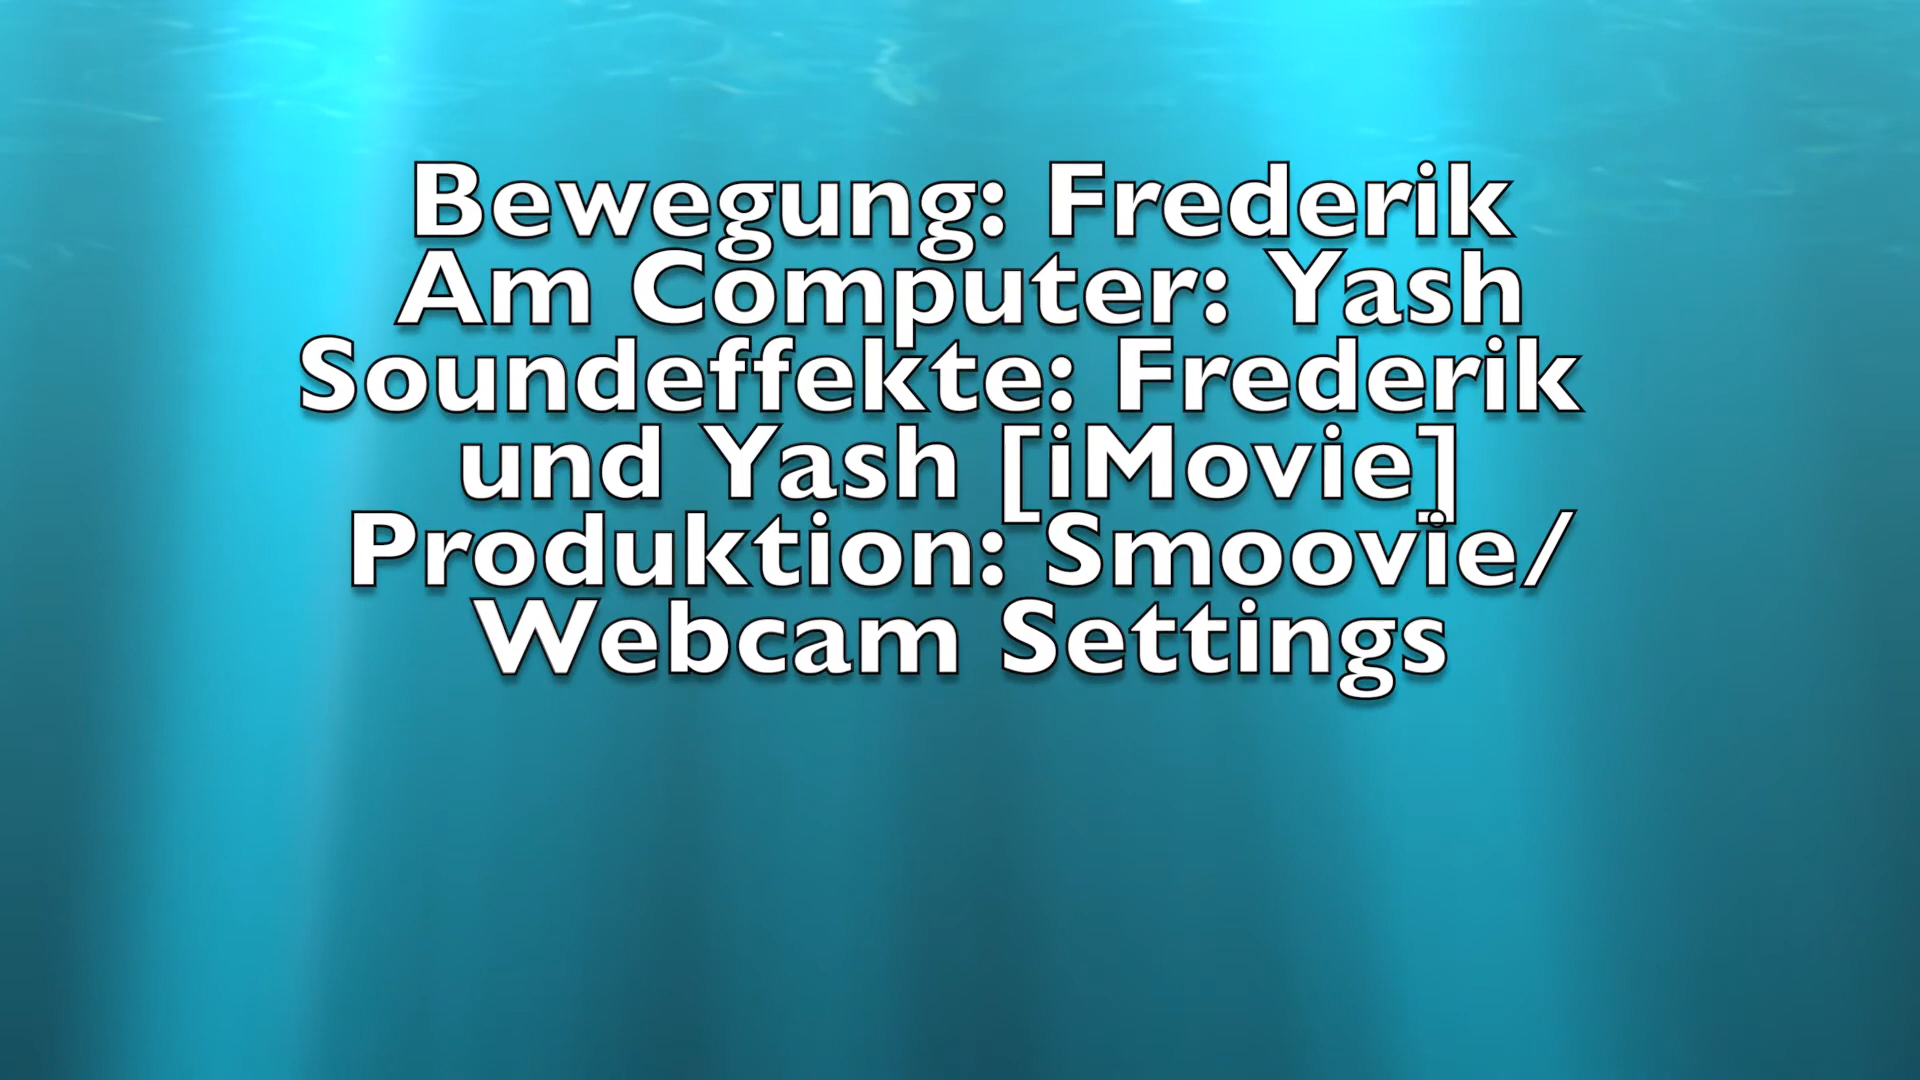 Bewegung: Frederik
Am Computer: Yash
Soundeffekte: Frederik
und Yash [iMovie]
Produktion: Smoovie/
Webcam Settings